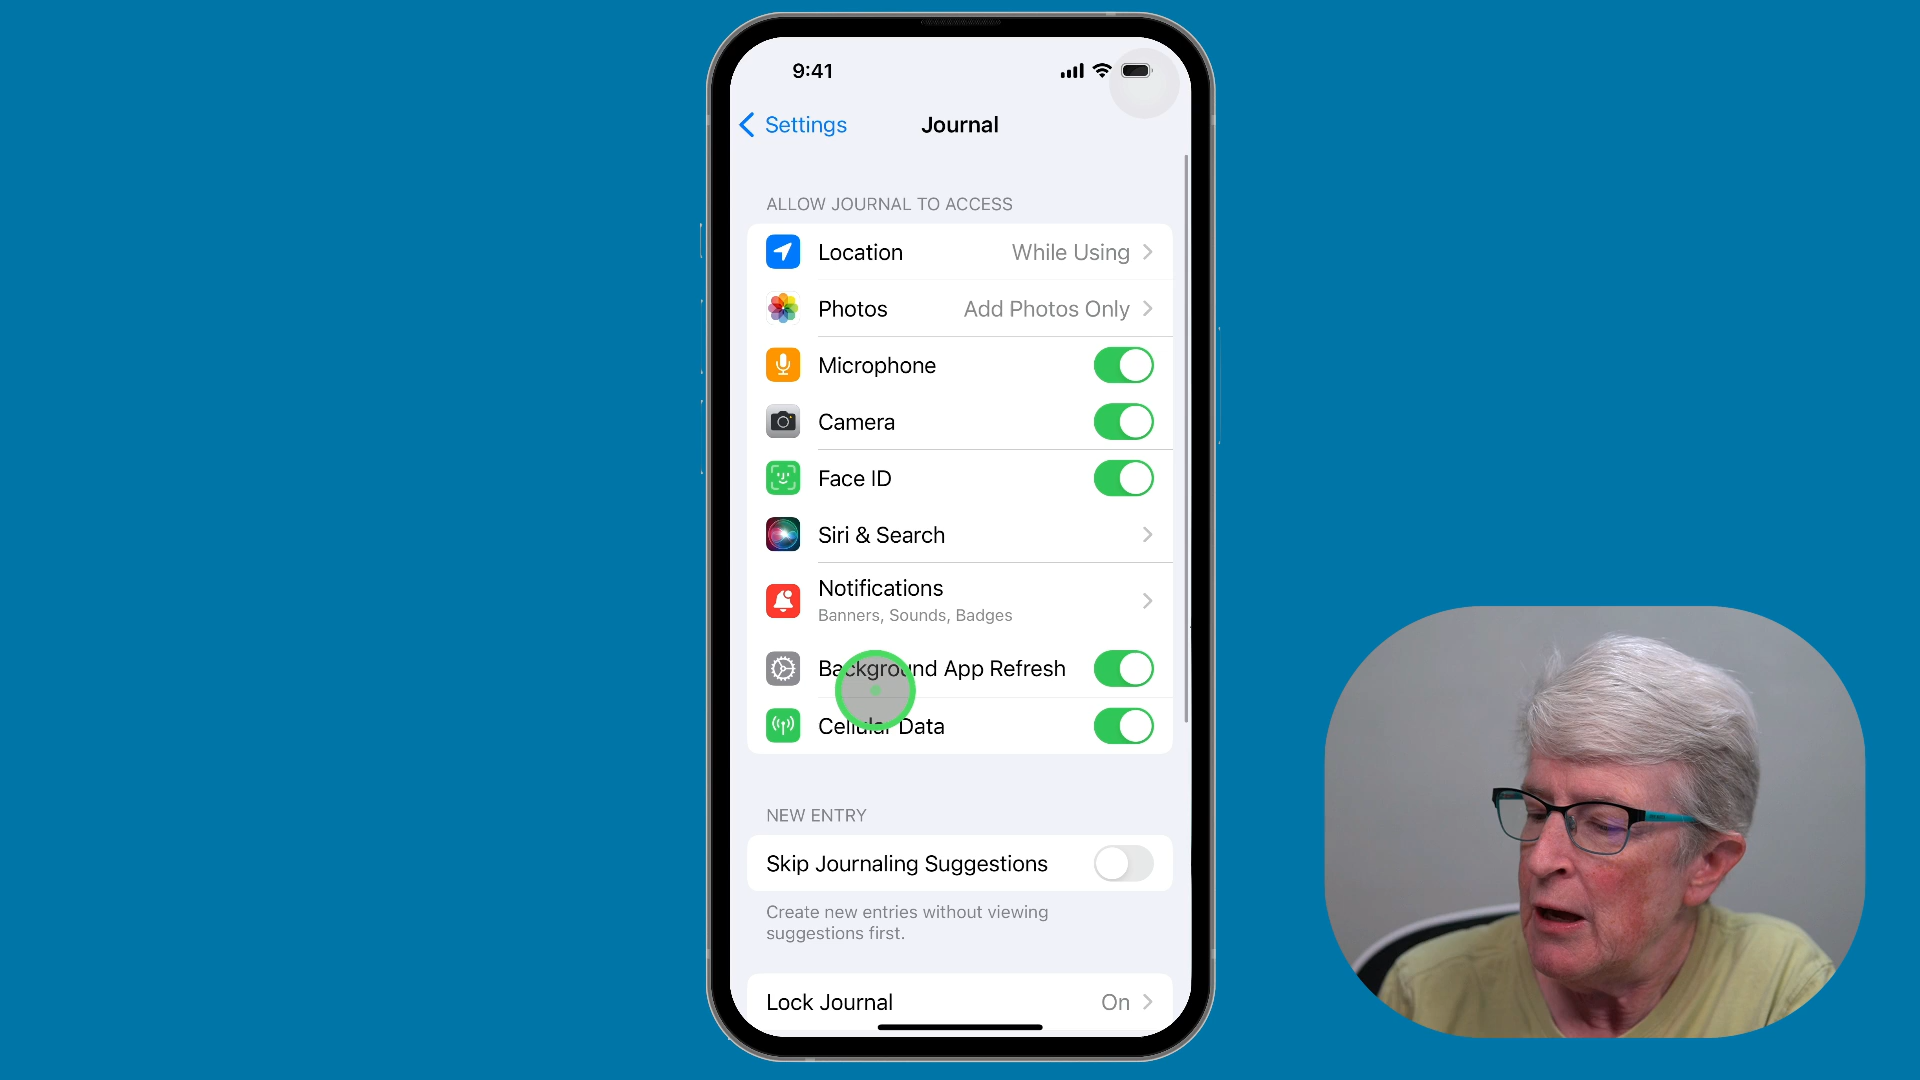 9:41
Settings
Journal
ALLOW JOURNAL TO ACCESS
Location While Using
Photos Add Photos Only
Microphone
Camera
Face ID
Siri & Search
Notifications
Banners, Sounds, Badges
Background App Refresh
Cellular Data
NEW ENTRY
Skip Journaling Suggestions
Create new entries without viewing
suggestions first.
Lock Journal On